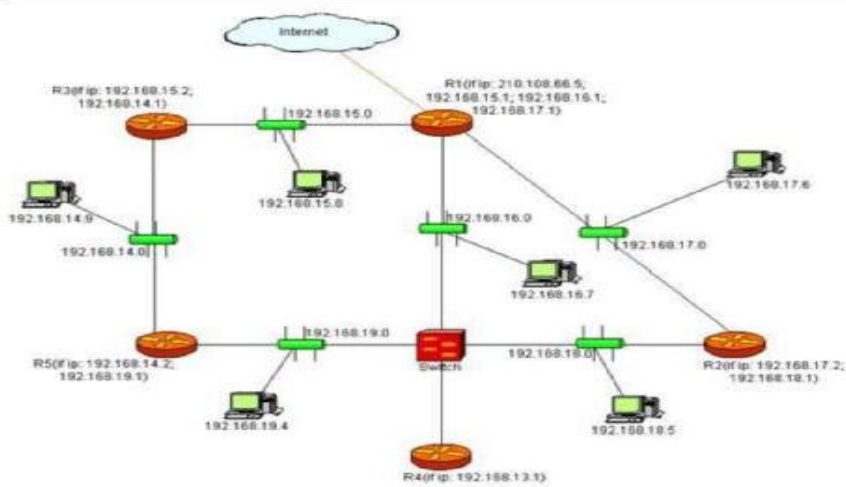 Internet
R3(if ip: 192.168.15.2;
192.168.14.1)
R1(if ip: 210.108.66.5;
192.168.15.1; 192.168.16.1;
192.168.17.1)
192.168.15.0
192.168.17.6
192.168.15.8
192.168.14.9
192.168.16.0
192.168.14.0
192.168.17.0
192.168.16.7
192.168.19.0
192.168.18.0
R5(if ip: 192.168.14.2;
192.168.19.1)
Switch
R2(if ip: 192.168.17.2;
192.168.18.1)
192.168.19.4
192.168.18.5
R4(if ip: 192.168.13.1)